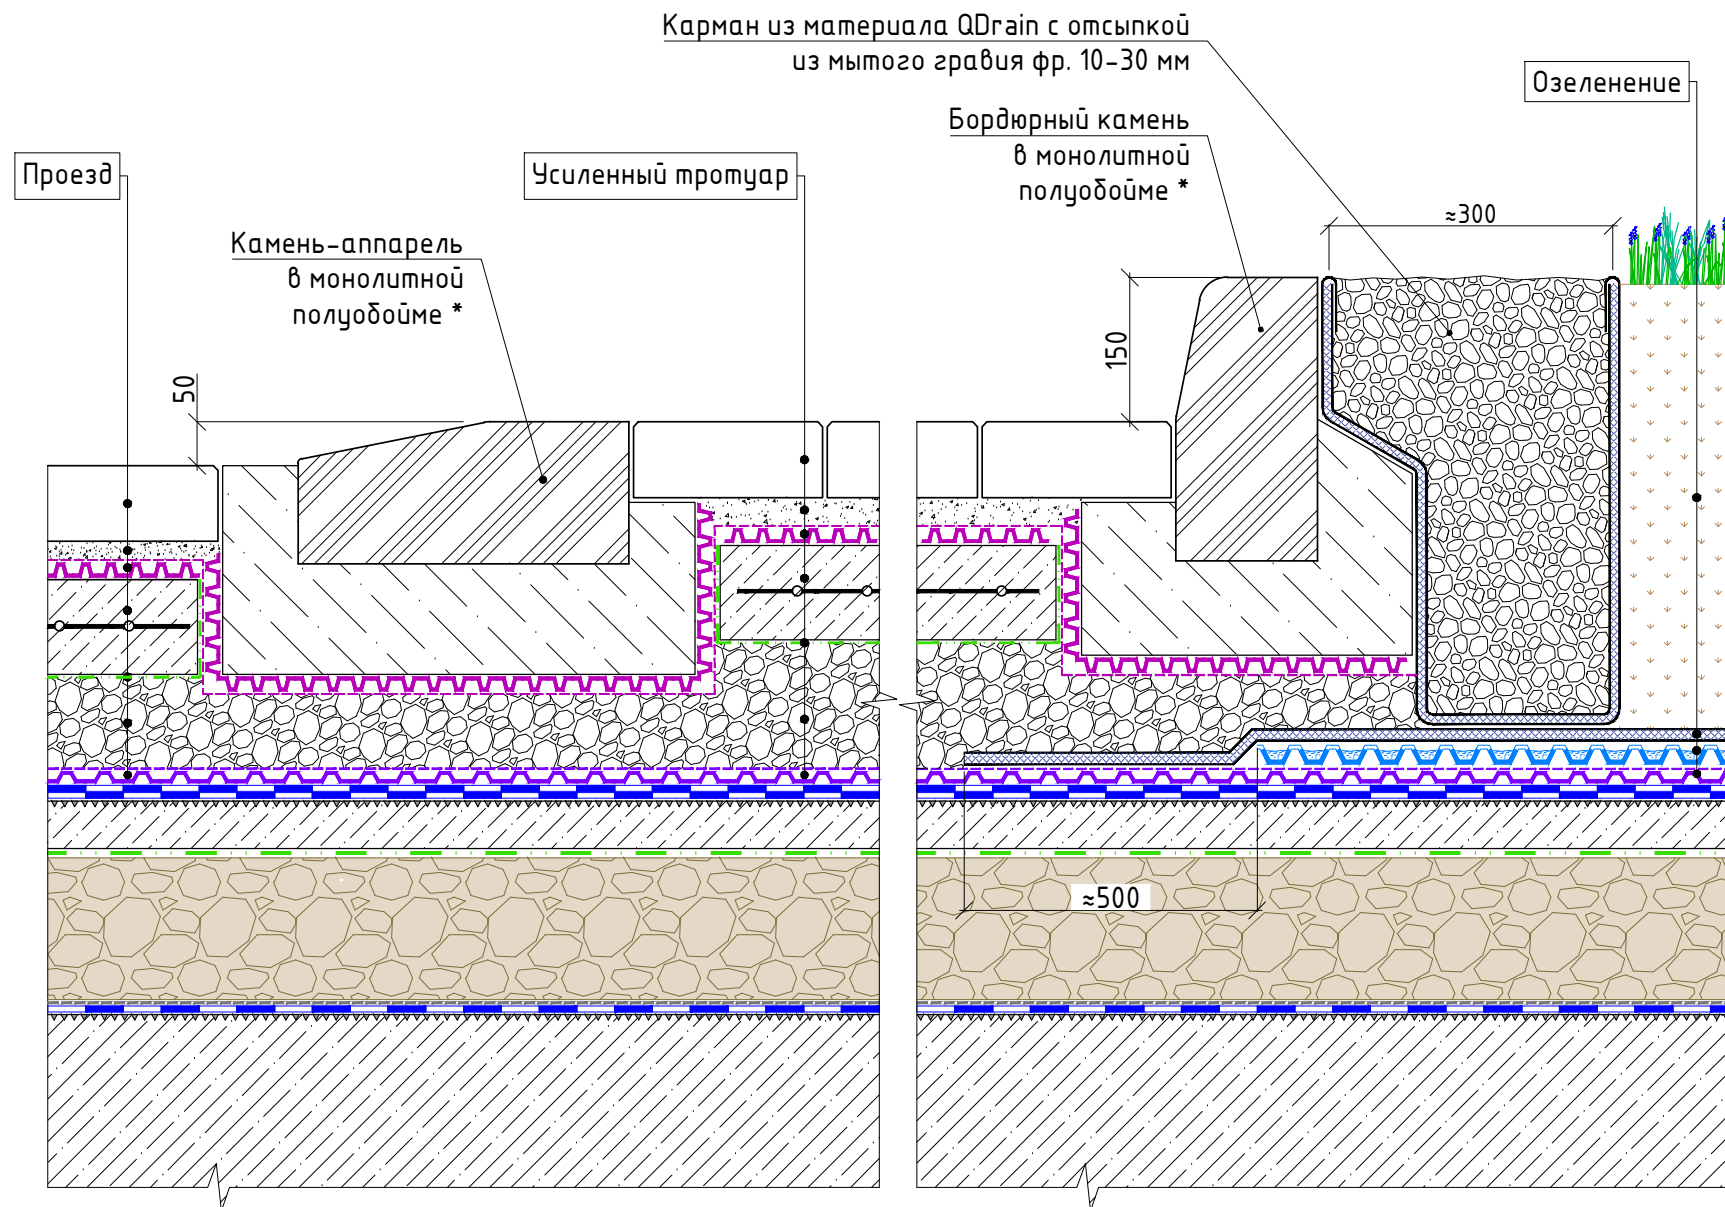 Карман из материала QDrain с отсыпкой
из мытого гравия фр. 10-30 мм
Озеленение
Бордюрный камень
в монолитной
полуобойме *
Проезд
Усиленный тротуар
≈300
Камень-аппарель
в монолитной
полуобойме *
150
50
≈500